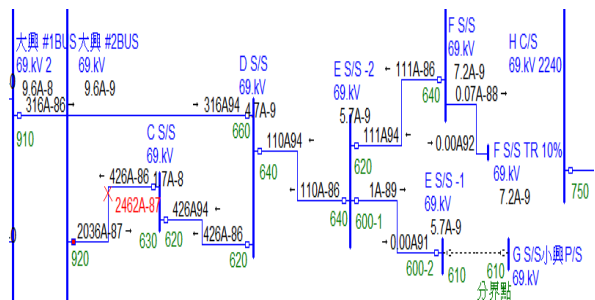 大興 #1BUS
69.kV 2
9.6A-9
大興 #2BUS
69.kV
9.6A-9
316A-86
910
2036A-87
920
426A-86
2462A-87
C S/S
69.kV
1.7A-8
630
620
426A94
426A-86
620
D S/S
69.kV
316A94
4.7A-9
660
110A94
640
110A-86
640
E S/S -2
69.kV
5.7A-9
111A94
620
600-1
1A-89
0.00A91
600-2
E S/S -1
69.kV
5.7A-9
610
610
分界點
G S/S小興P/S
69.kV
111A-86
640
F S/S
69.kV
7.2A-9
0.07A-88
0.00A92
F S/S TR 10%
69.kV
7.2A-9
H C/S
69.kV 2240
750